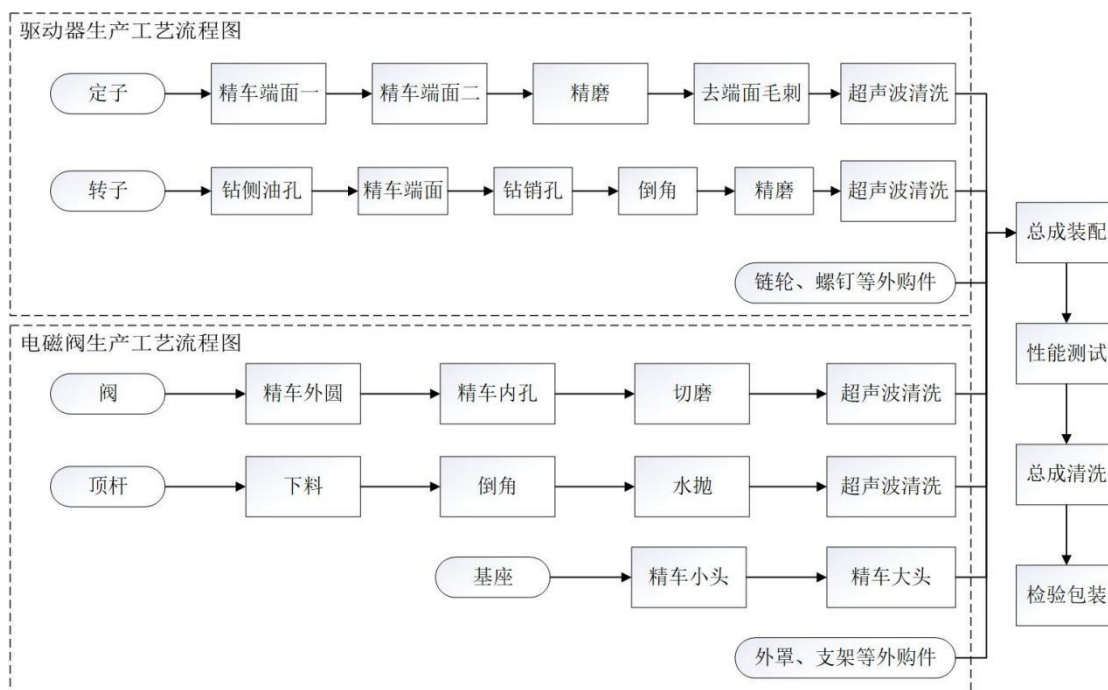 驱动器生产工艺流程图
定子
精车端面一
精车端面二
精磨
去端面毛刺
超声波清洗
转子
钻侧油孔
精车端面
钻销孔
倒角
精磨
超声波清洗
链轮、螺钉等外购件
电磁阀生产工艺流程图
阀
精车外圆
精车内孔
切磨
超声波清洗
顶杆
下料
倒角
水抛
超声波清洗
基座
精车小头
精车大头
外罩、支架等外购件
总成装配
性能测试
总成清洗
检验包装